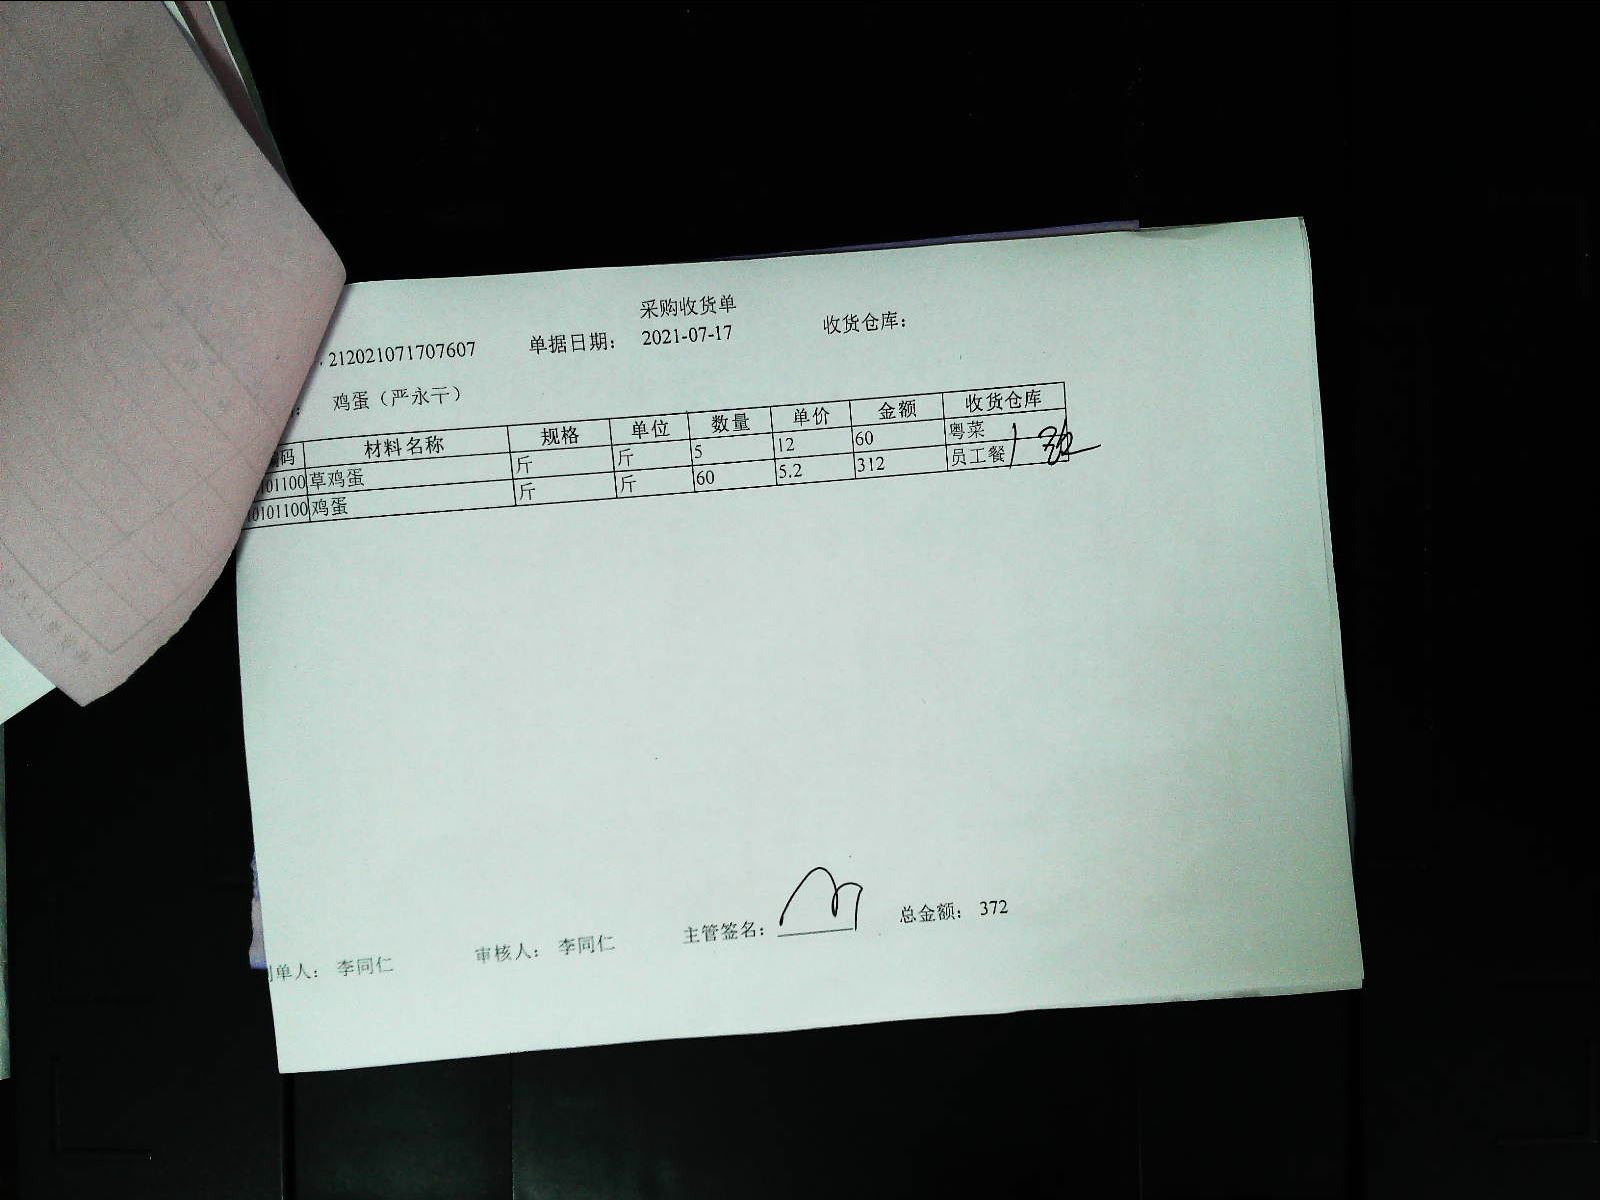 采购收货单
212021071707607 单据日期： 2021-07-17 收货仓库：
鸡蛋（严永干）
码 材料名称 规格 单位 数量 单价 金额 收货仓库
101100 草鸡蛋 斤 斤 5 12 60 粤菜
0101100 鸡蛋 斤 斤 60 5.2 312 员工餐
单人： 李同仁 审核人： 李同仁 主管签名： 总金额： 372